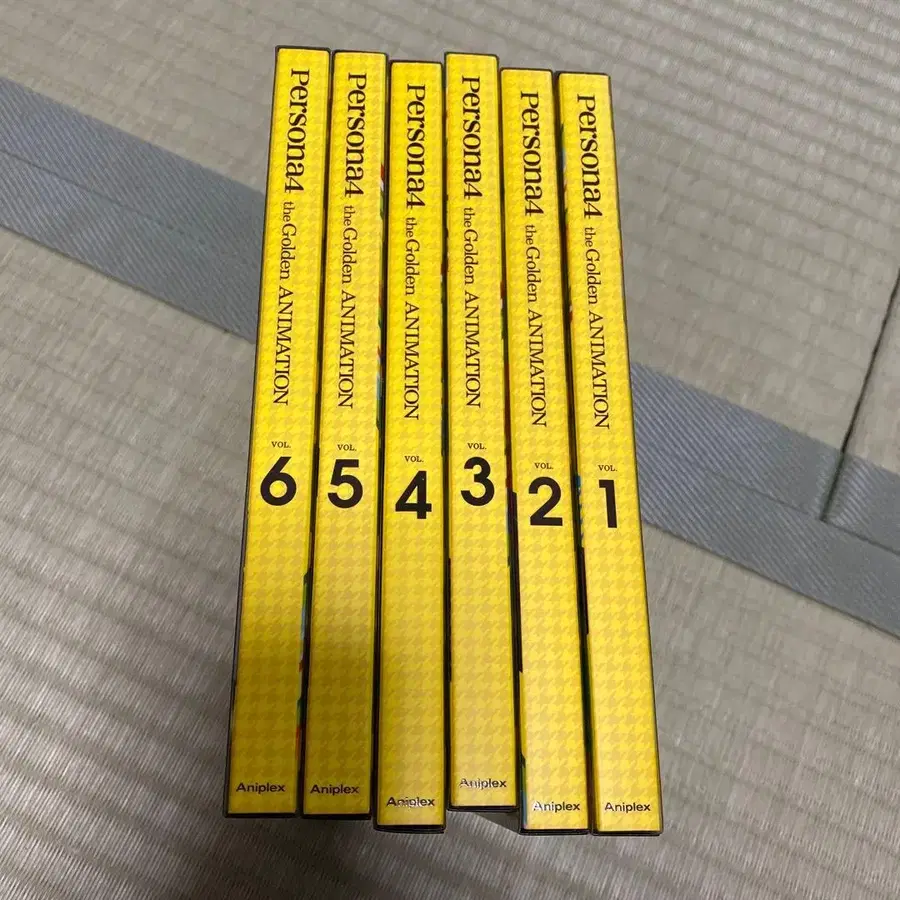 Persona4 the Golden ANIMATION
VOL.
6
Aniplex
Persona4 the Golden ANIMATION
VOL.
5
Aniplex
Persona4 the Golden ANIMATION
VOL.
4
Aniplex
Persona4 the Golden ANIMATION
VOL.
3
Aniplex
Persona4 the Golden ANIMATION
VOL.
2
Aniplex
Persona4 the Golden ANIMATION
VOL.
1
Aniplex